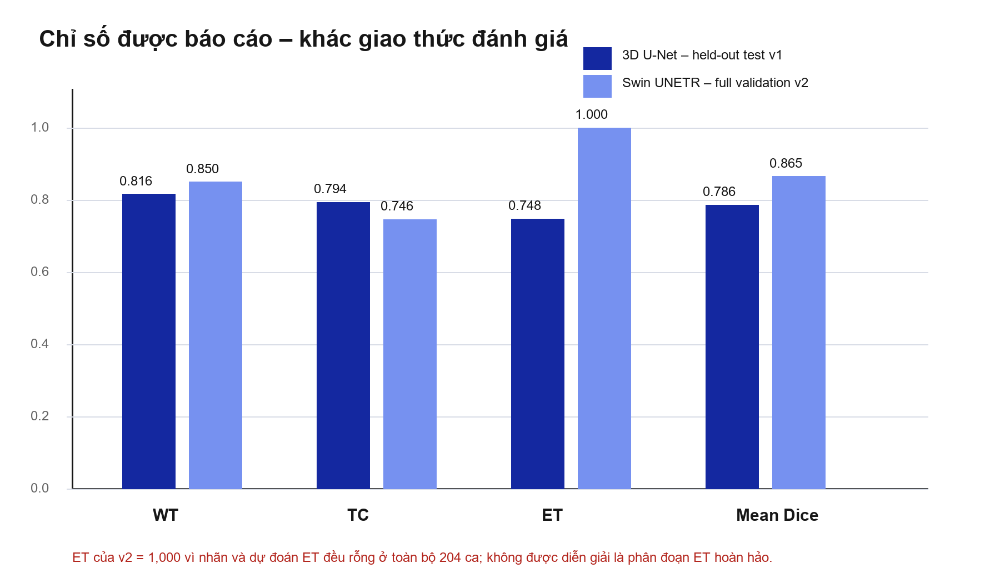 Chỉ số được báo cáo – khác giao thức đánh giá
3D U-Net – held-out test v1
Swin UNETR – full validation v2
1.000
1.0
0.850
0.865
0.816
0.794
0.786
0.8
0.746
0.748
0.6
0.4
0.2
0.0
WT
TC
ET
Mean Dice
ET của v2 = 1,000 vì nhãn và dự đoán ET đều rỗng ở toàn bộ 204 ca; không được diễn giải là phân đoạn ET hoàn hảo.